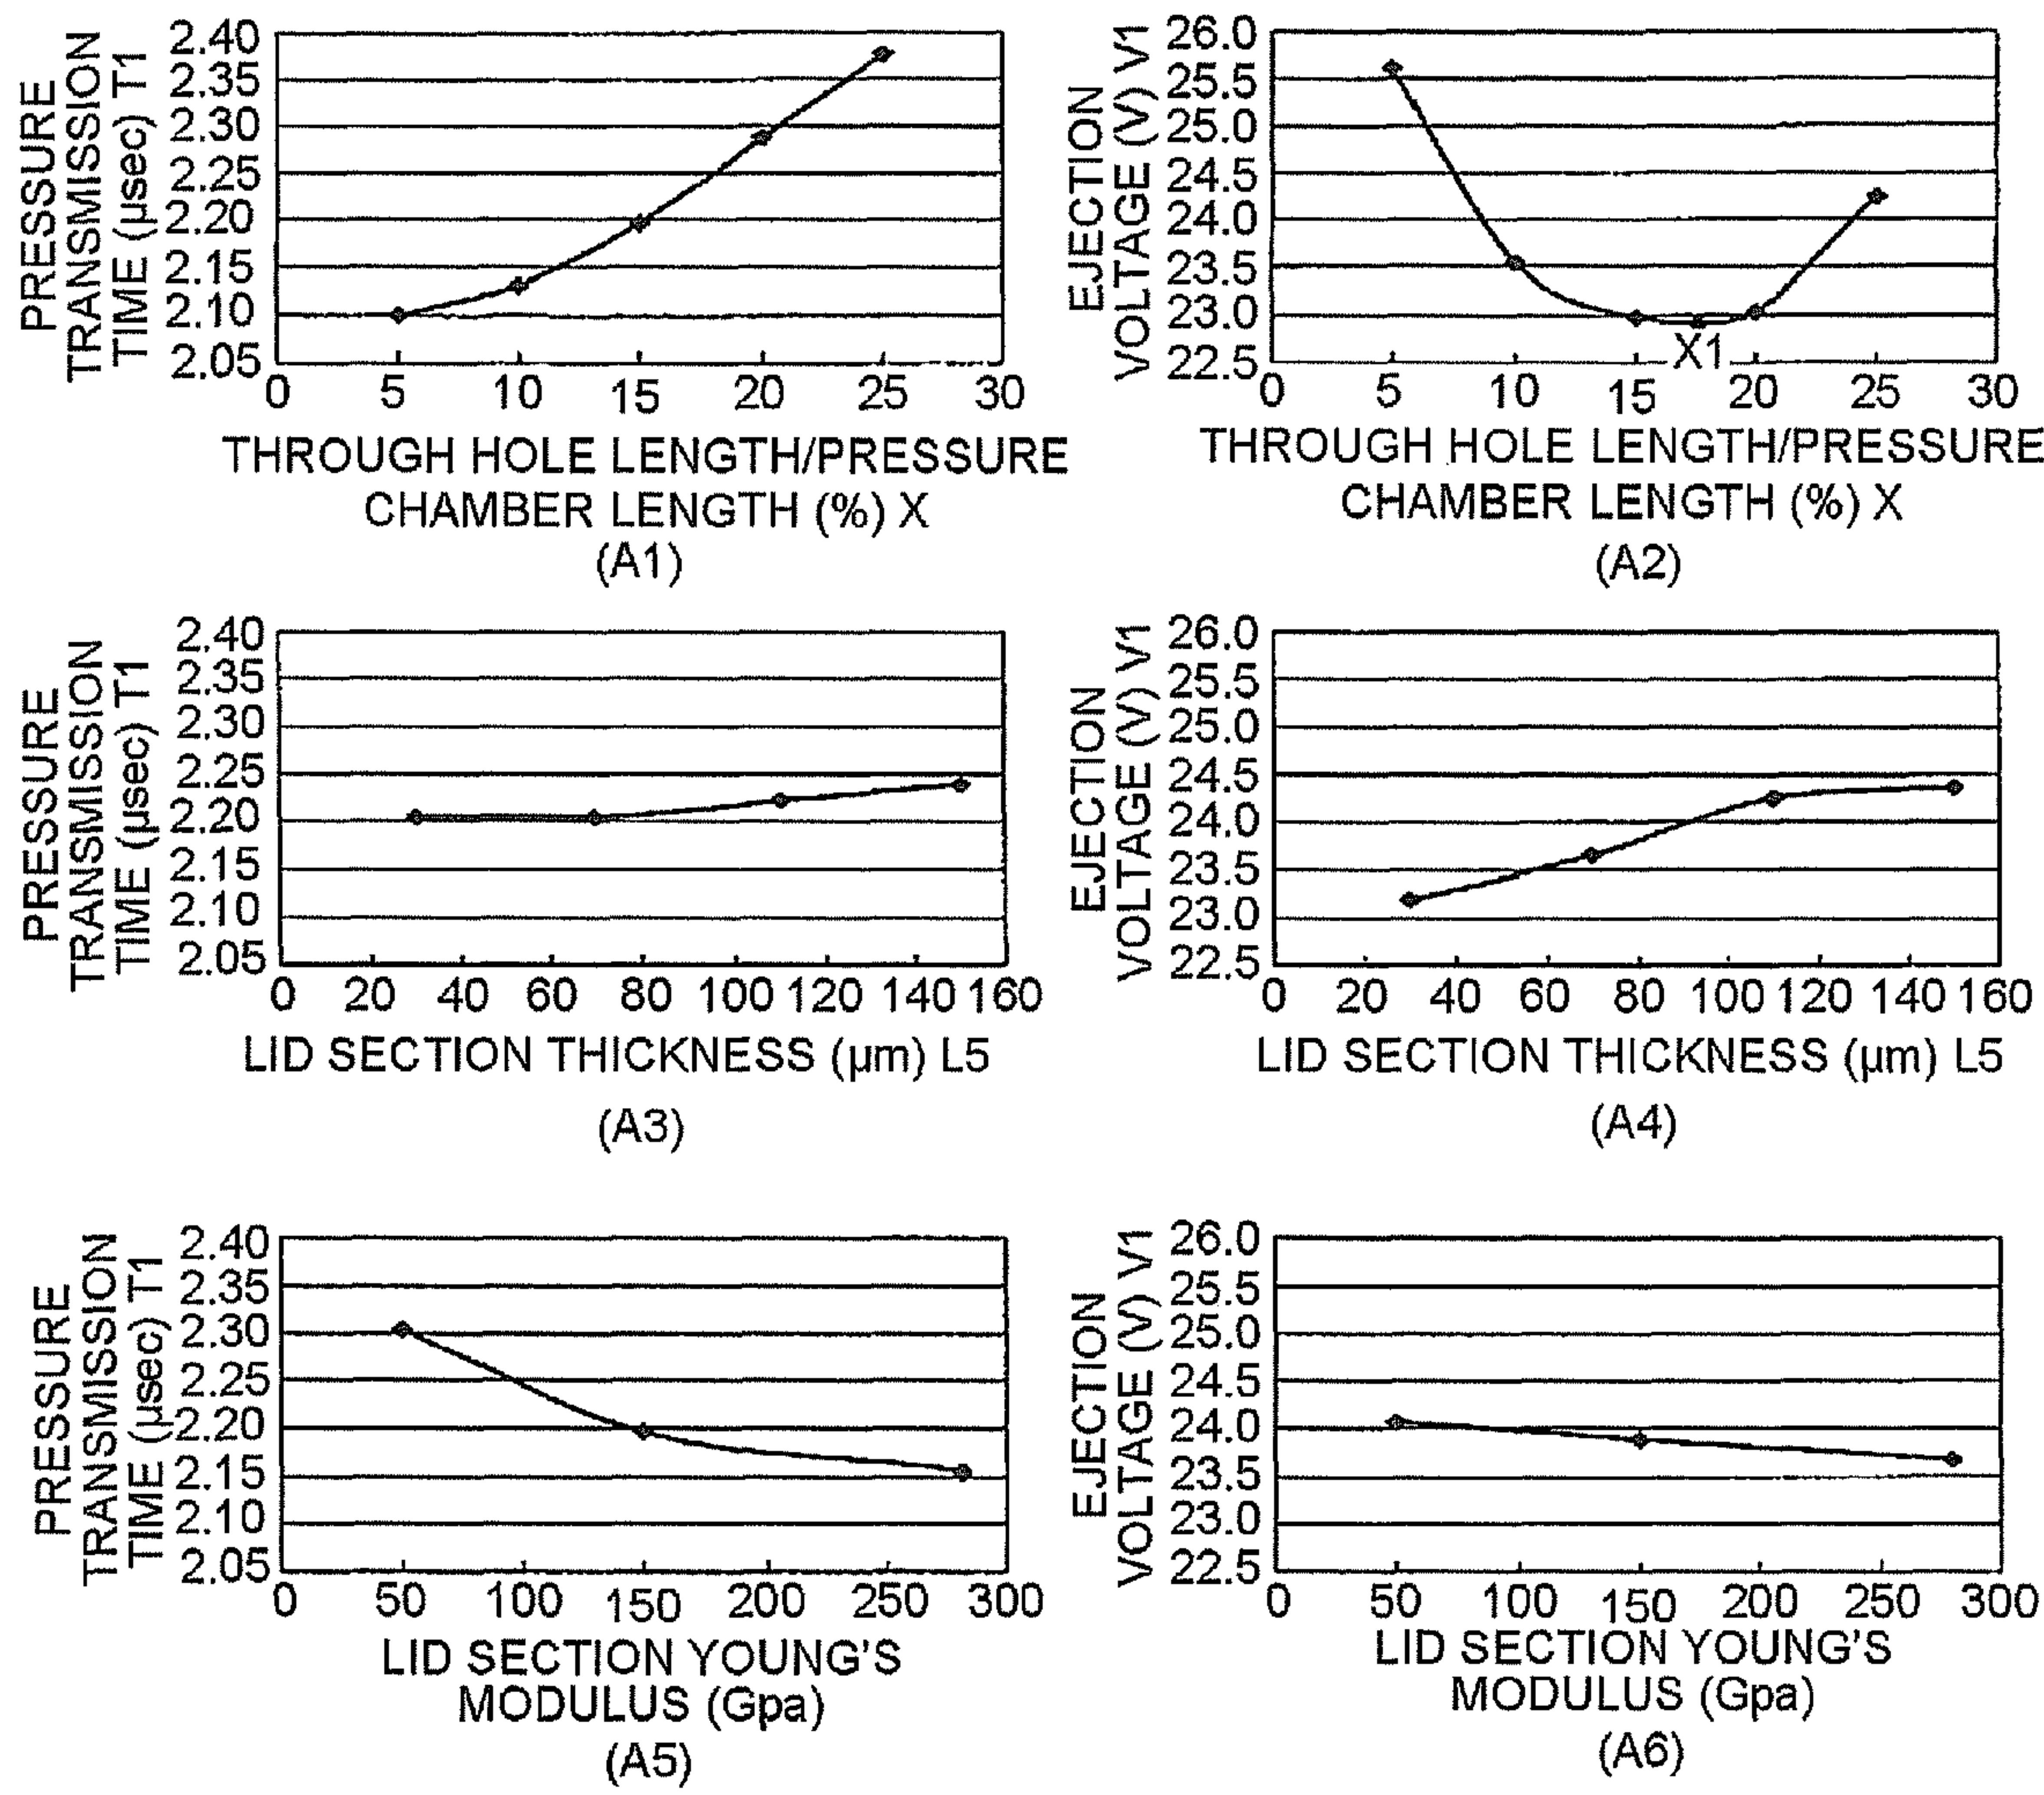 PRESSURE
TRANSMISSION
TIME (µsec) T1
2.40
2.35
2.30
2.25
2.20
2.15
2.10
2.05
0 5 10 15 20 25 30
THROUGH HOLE LENGTH/PRESSURE
CHAMBER LENGTH (%) X
(A1)
EJECTION
VOLTAGE (V) V1
26.0
25.5
25.0
24.5
24.0
23.5
23.0
22.5
X1
0 5 10 15 20 25 30
THROUGH HOLE LENGTH/PRESSURE
CHAMBER LENGTH (%) X
(A2)
PRESSURE
TRANSMISSION
TIME (µsec) T1
2.40
2.35
2.30
2.25
2.20
2.15
2.10
2.05
0 20 40 60 80 100 120 140 160
LID SECTION THICKNESS (µm) L5
(A3)
EJECTION
VOLTAGE (V) V1
26.0
25.5
25.0
24.5
24.0
23.5
23.0
22.5
0 20 40 60 80 100 120 140 160
LID SECTION THICKNESS (µm) L5
(A4)
PRESSURE
TRANSMISSION
TIME (µsec) T1
2.40
2.35
2.30
2.25
2.20
2.15
2.10
2.05
0 50 100 150 200 250 300
LID SECTION YOUNG'S
MODULUS (Gpa)
(A5)
EJECTION
VOLTAGE (V) V1
26.0
25.5
25.0
24.5
24.0
23.5
23.0
22.5
0 50 100 150 200 250 300
LID SECTION YOUNG'S
MODULUS (Gpa)
(A6)